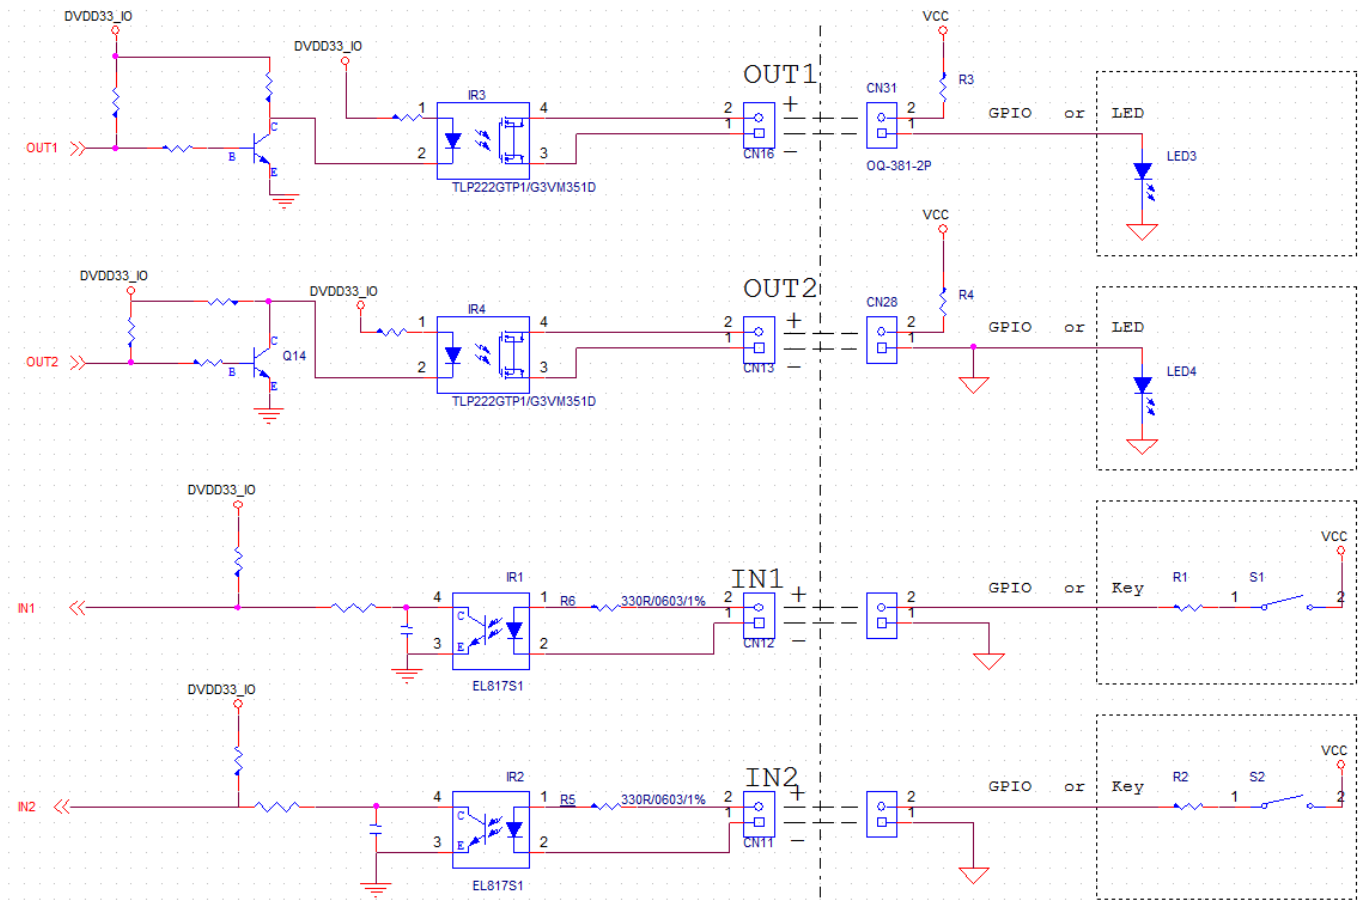 DVDD33_IO
VCC
DVDD33_IO
OUT1
+
CN31
R3
GPIO or LED
IR3
1
4
2
1
2
1
C
OUT1
B
E
2
3
CN16
−
OQ-381-2P
LED3
TLP222GTP1/G3VM351D
VCC
DVDD33_IO
DVDD33_IO
OUT2
+
CN28
R4
GPIO or LED
IR4
1
4
2
1
2
1
C
Q14
OUT2
B
E
2
3
CN13
−
LED4
TLP222GTP1/G3VM351D
DVDD33_IO
VCC
IR1
IN1
+
GPIO or Key
R1
S1
IN1
4
1
R6
330R/0603/1%
2
1
2
1
1
2
C
E
3
2
CN12
−
EL817S1
DVDD33_IO
VCC
IR2
IN2
+
GPIO or Key
R2
S2
IN2
4
1
R5
330R/0603/1%
2
1
2
1
1
2
C
E
3
2
CN11
−
EL817S1